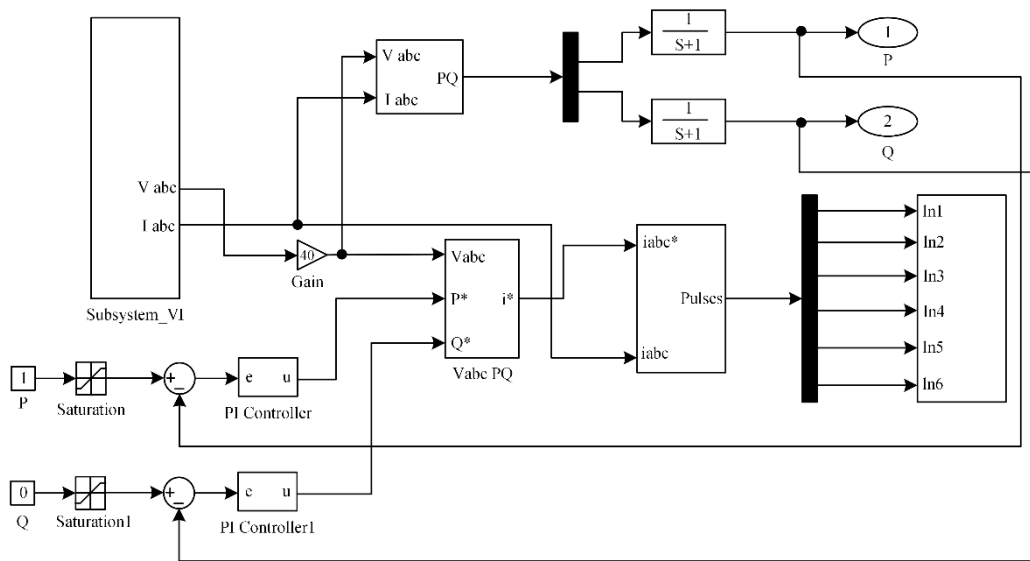 V abc
I abc
PQ
1
S+1
1
P
1
S+1
2
Q
V abc
I abc
Subsystem_VI
40
Gain
Vabc
P*
Q*
i*
Vabc PQ
iabc*
iabc
Pulses
In1
In2
In3
In4
In5
In6
1
P
Saturation
+
−
e u
PI Controller
0
Q
Saturation1
+
−
e u
PI Controller1